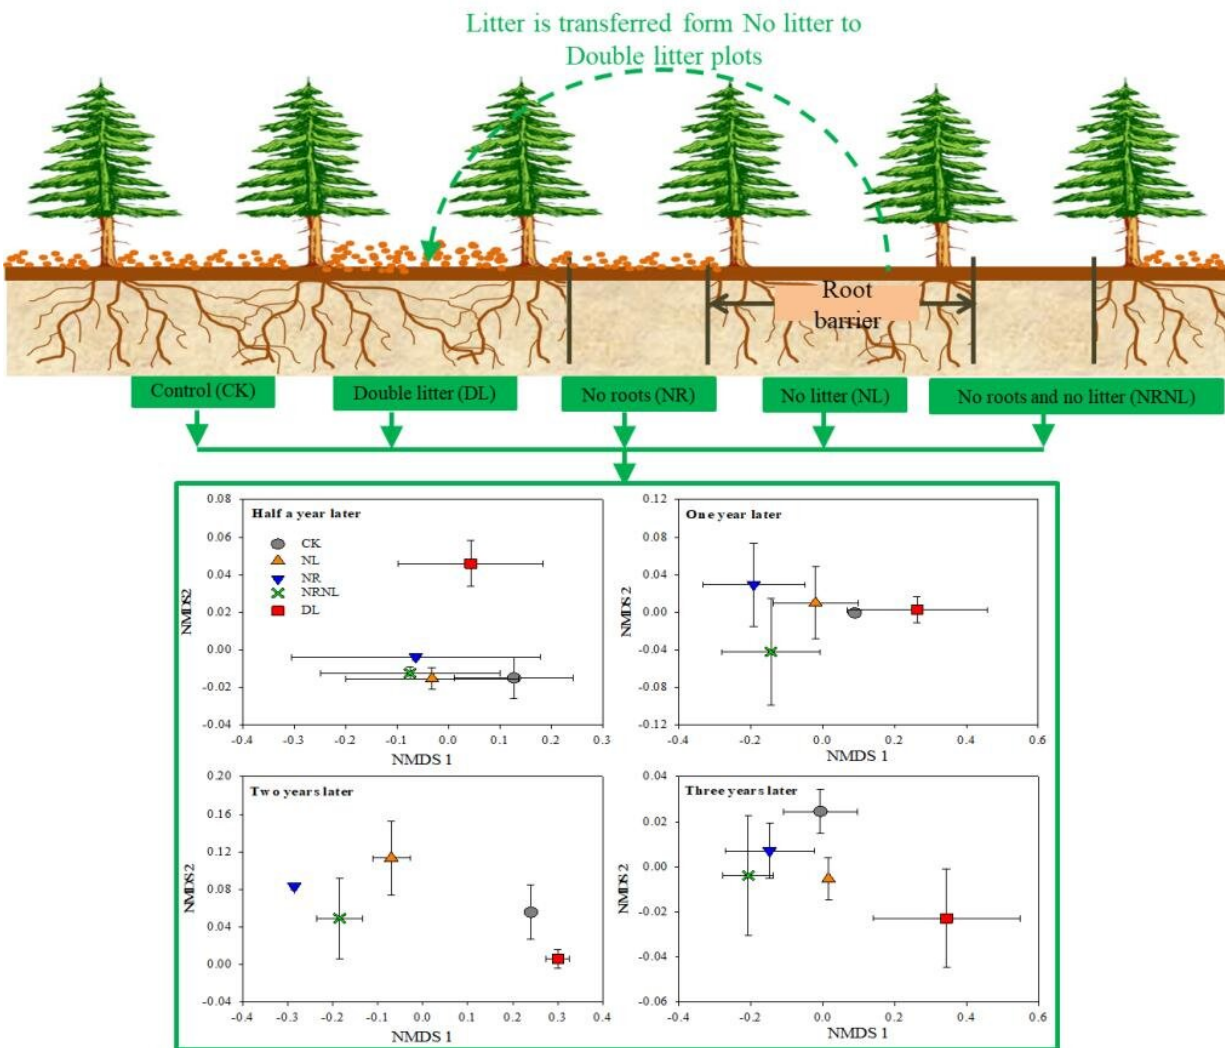 Litter is transferred form No litter to
Double litter plots
Root
barrier
Control (CK)
Double litter (DL)
No roots (NR)
No litter (NL)
No roots and no litter (NRNL)
Half a year later
CK
NL
NR
NRNL
DL
NMDS2
0.08
0.06
0.04
0.02
0.00
-0.02
-0.04
-0.4
-0.3
-0.2
-0.1
0.0
0.1
0.2
0.3
NMDS 1
One year later
NMDS 2
0.12
0.08
0.04
0.00
-0.04
-0.08
-0.12
-0.4
-0.2
0.0
0.2
0.4
0.6
NMDS 1
Two years later
NMDS 2
0.20
0.16
0.12
0.08
0.04
0.00
-0.04
-0.4
-0.3
-0.2
-0.1
0.0
0.1
0.2
0.3
0.4
NMDS 1
Three years later
NMDS 2
0.04
0.02
0.00
-0.02
-0.04
-0.06
-0.4
-0.2
0.0
0.2
0.4
0.6
NMDS 1